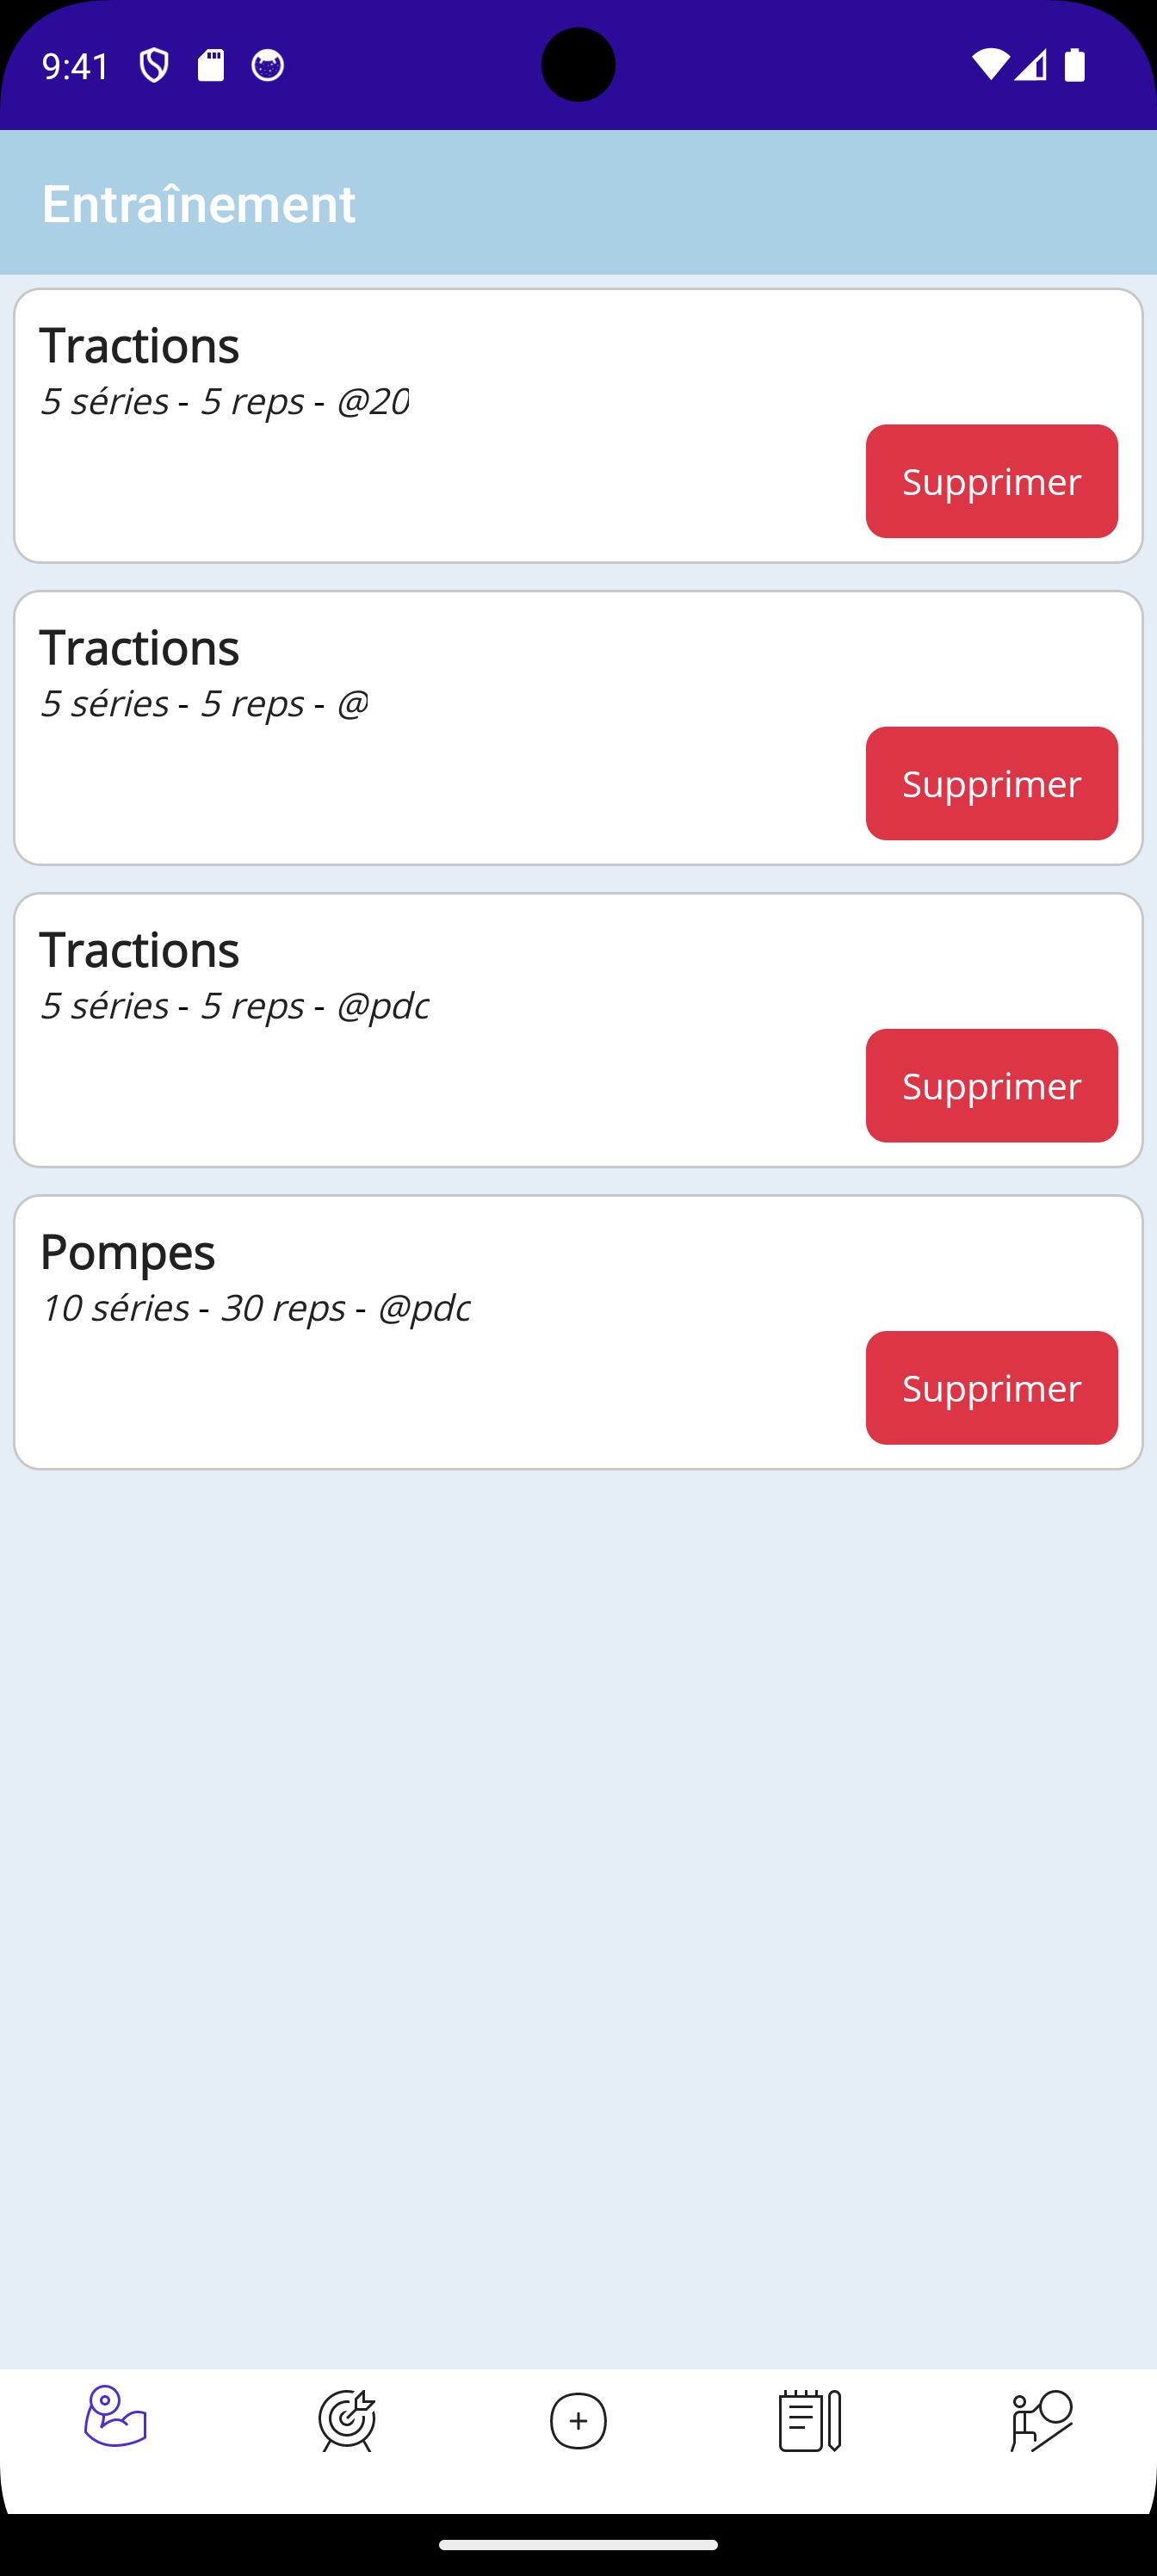 9:41
Entraînement
Tractions
5 séries - 5 reps - @20
Supprimer
Tractions
5 séries - 5 reps - @
Supprimer
Tractions
5 séries - 5 reps - @pdc
Supprimer
Pompes
10 séries - 30 reps - @pdc
Supprimer